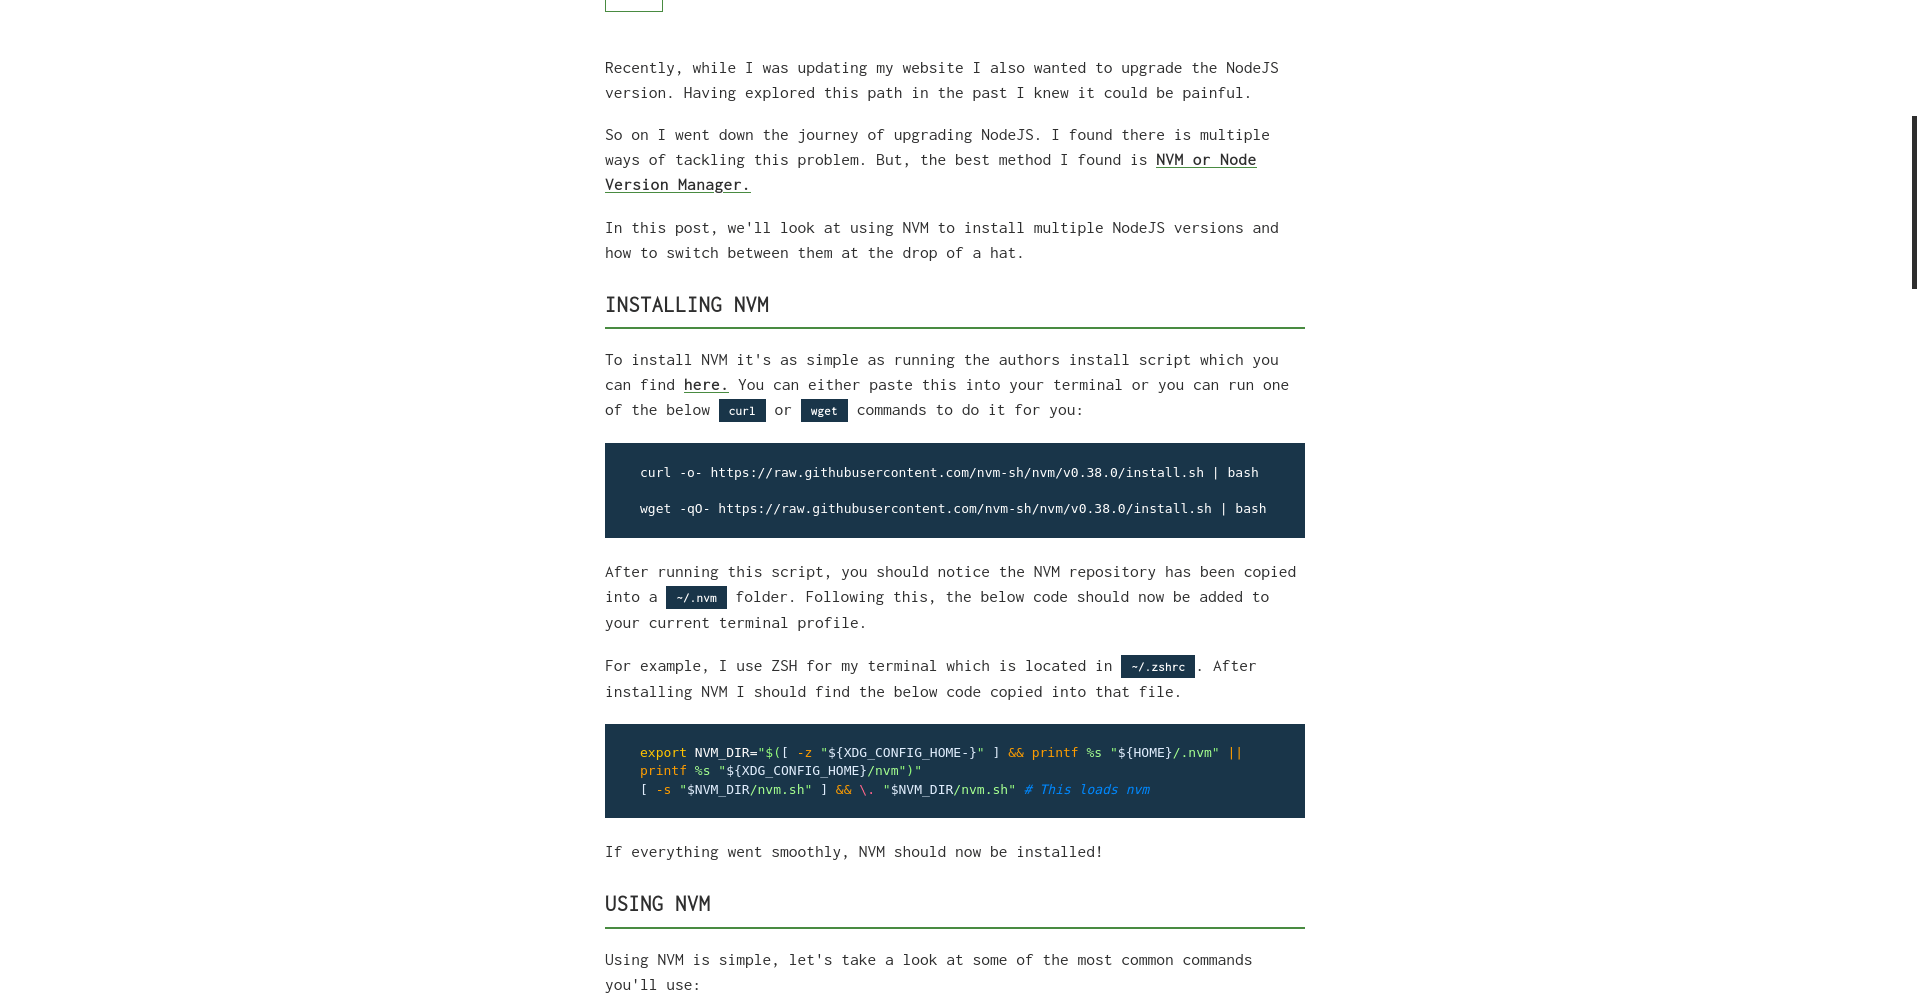 Recently, while I was updating my website I also wanted to upgrade the NodeJS
version. Having explored this path in the past I knew it could be painful.
So on I went down the journey of upgrading NodeJS. I found there is multiple
ways of tackling this problem. But, the best method I found is NVM or Node
Version Manager.
In this post, we'll look at using NVM to install multiple NodeJS versions and
how to switch between them at the drop of a hat.
INSTALLING NVM
To install NVM it's as simple as running the authors install script which you
can find here. You can either paste this into your terminal or you can run one
of the below curl or wget commands to do it for you:
curl -o- https://raw.githubusercontent.com/nvm-sh/nvm/v0.38.0/install.sh | bash
wget -qO- https://raw.githubusercontent.com/nvm-sh/nvm/v0.38.0/install.sh | bash
After running this script, you should notice the NVM repository has been copied
into a ~/.nvm folder. Following this, the below code should now be added to
your current terminal profile.
For example, I use ZSH for my terminal which is located in ~/.zshrc. After
installing NVM I should find the below code copied into that file.
export NVM_DIR="$([ -z "${XDG_CONFIG_HOME-}" ] && printf %s "${HOME}/.nvm" ||
printf %s "${XDG_CONFIG_HOME}/nvm")"
[ -s "$NVM_DIR/nvm.sh" ] && \. "$NVM_DIR/nvm.sh" # This loads nvm
If everything went smoothly, NVM should now be installed!
USING NVM
Using NVM is simple, let's take a look at some of the most common commands
you'll use: